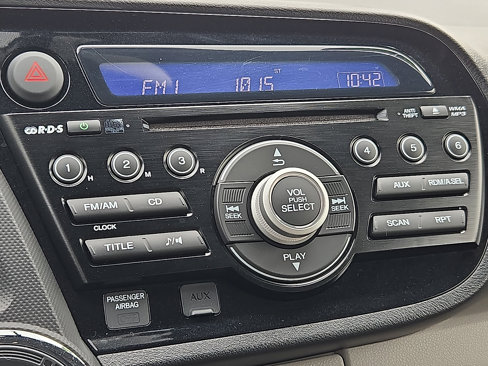 ST
FM1 101.5 10:42
R·D·S
ANTI THEFT
WMA MP3
1 2 3 4 5 6
H M R
FM/AM CD
CLOCK
TITLE
SEEK
VOL
PUSH
SELECT
SEEK
PLAY
AUX RDM/A.SEL
SCAN RPT
PASSENGER
AIRBAG
AUX